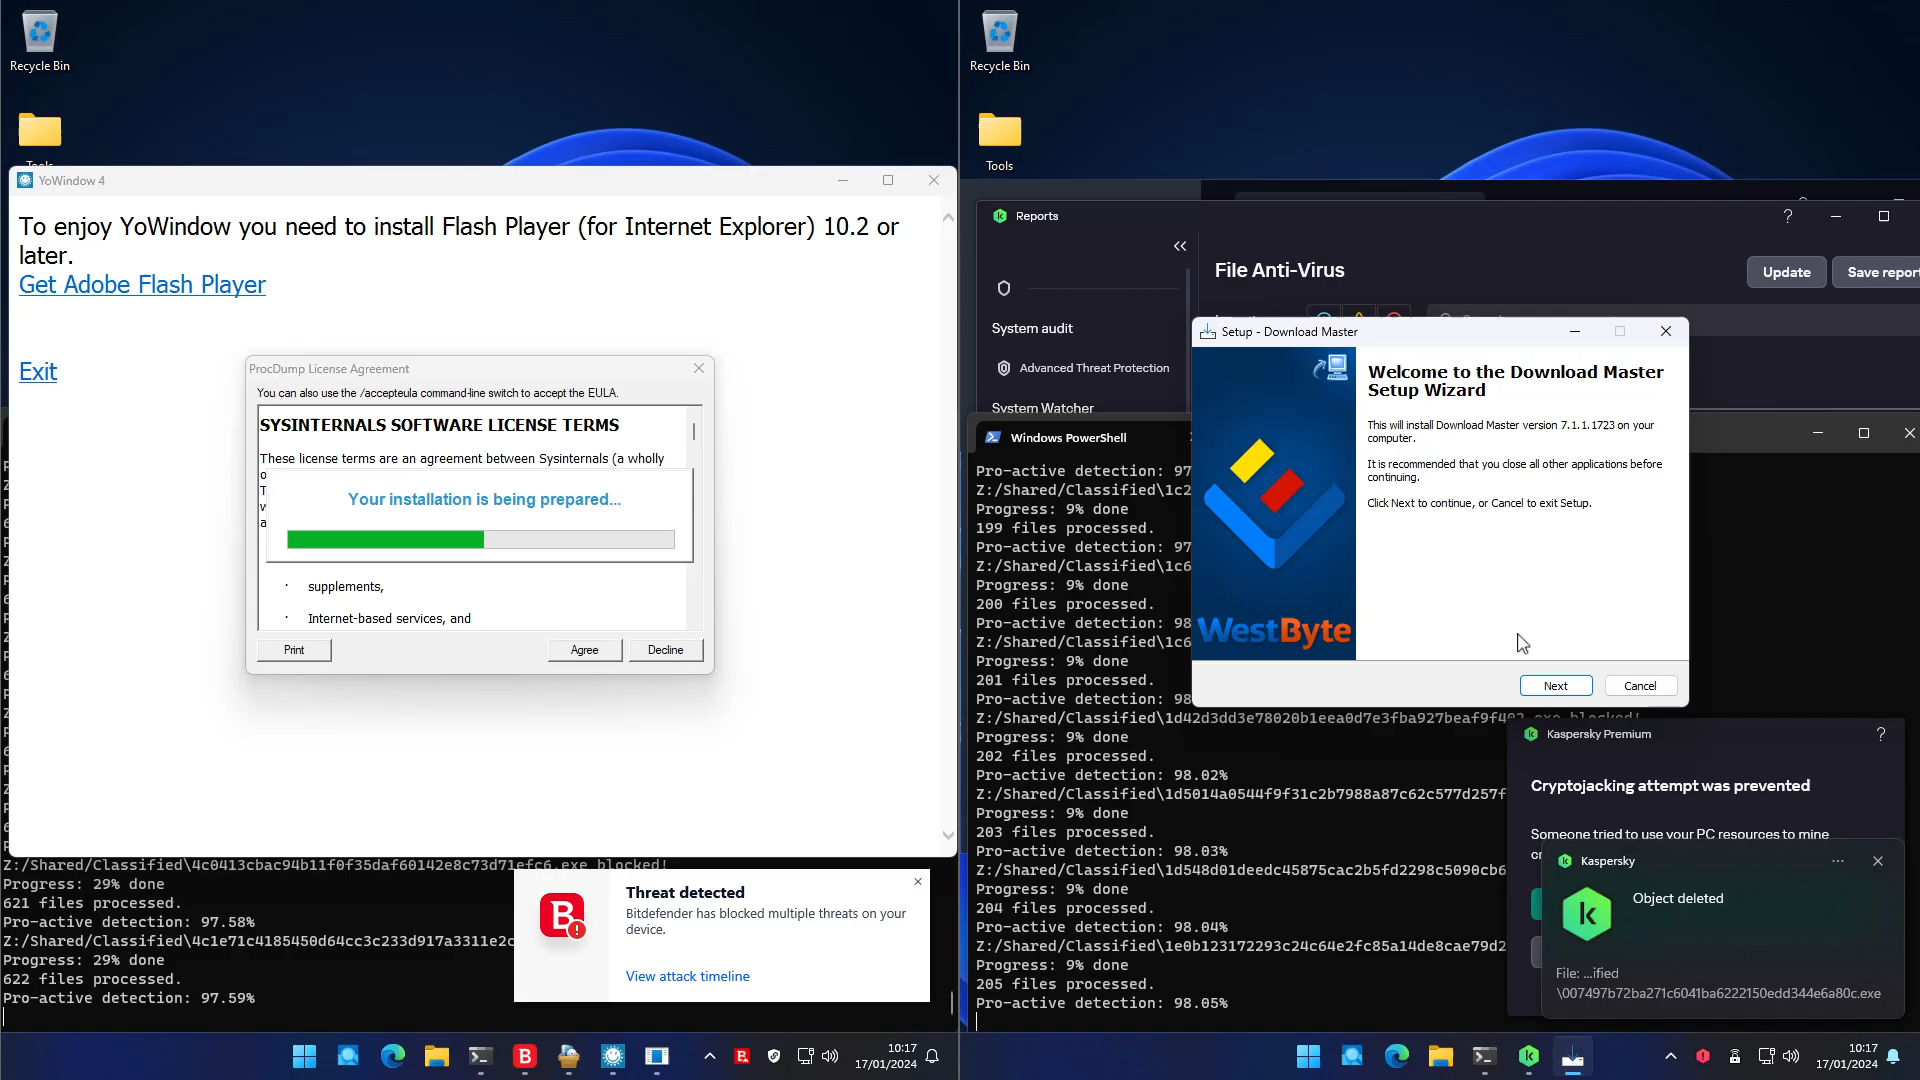 Recycle Bin
Tools
YoWindow 4
To enjoy YoWindow you need to install Flash Player (for Internet Explorer) 10.2 or
later.
Get Adobe Flash Player
Exit
ProcDump License Agreement
You can also use the /accepteula command-line switch to accept the EULA.
SYSINTERNALS SOFTWARE LICENSE TERMS
These license terms are an agreement between Sysinternals (a wholly
Your installation is being prepared...
· supplements,
· Internet-based services, and
Print
Agree
Decline
Z:/Shared/Classified\4c0413cbac94b11f0f35daf60142e8c73d71efc6.exe blocked!
Progress: 29% done
621 files processed.
Pro-active detection: 97.58%
Z:/Shared/Classified\4c1e71c4185450d64cc3c233d917a3311e2c
Progress: 29% done
622 files processed.
Pro-active detection: 97.59%
Threat detected
Bitdefender has blocked multiple threats on your
device.
View attack timeline
10:17
17/01/2024
Recycle Bin
Tools
Reports
File Anti-Virus
Update
Save report
System audit
Advanced Threat Protection
System Watcher
Windows PowerShell
Pro-active detection: 97
Z:/Shared/Classified\1c2
Progress: 9% done
199 files processed.
Pro-active detection: 97
Z:/Shared/Classified\1c6
Progress: 9% done
200 files processed.
Pro-active detection: 98
Z:/Shared/Classified\1c6
Progress: 9% done
201 files processed.
Pro-active detection: 98
Z:/Shared/Classified\1d42d3dd3e78020b1eea0d7e3fba927beaf9f402.exe blocked!
Progress: 9% done
202 files processed.
Pro-active detection: 98.02%
Z:/Shared/Classified\1d5014a0544f9f31c2b7988a87c62c577d257f
Progress: 9% done
203 files processed.
Pro-active detection: 98.03%
Z:/Shared/Classified\1d548d01deedc45875cac2b5fd2298c5090cb6
Progress: 9% done
204 files processed.
Pro-active detection: 98.04%
Z:/Shared/Classified\1e0b123172293c24c64e2fc85a14de8cae79d2
Progress: 9% done
205 files processed.
Pro-active detection: 98.05%
Setup - Download Master
Welcome to the Download Master
Setup Wizard
This will install Download Master version 7.1.1.1723 on your
computer.
It is recommended that you close all other applications before
continuing.
Click Next to continue, or Cancel to exit Setup.
WestByte
Next
Cancel
Kaspersky Premium
Cryptojacking attempt was prevented
Someone tried to use your PC resources to mine
Kaspersky
Object deleted
File: ...ified
\007497b72ba271c6041ba6222150edd344e6a80c.exe
10:17
17/01/2024